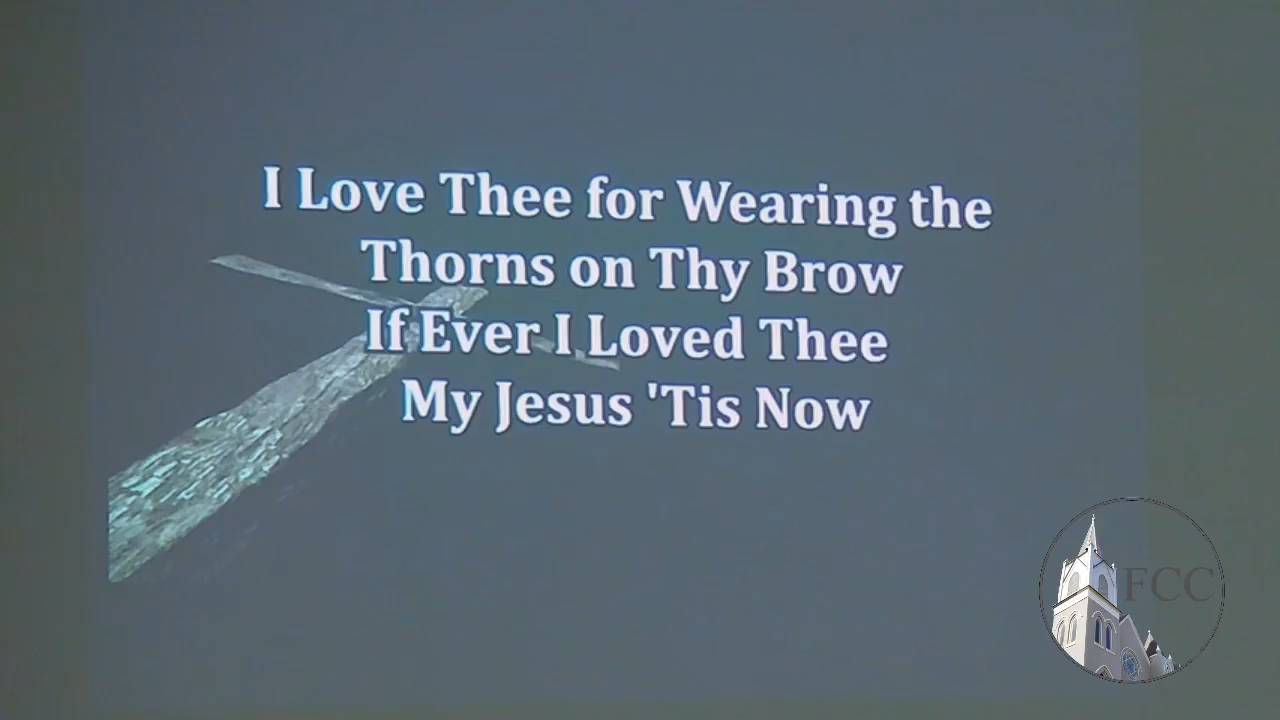 I Love Thee for Wearing the
Thorns on Thy Brow
If Ever I Loved Thee
My Jesus 'Tis Now
FCC